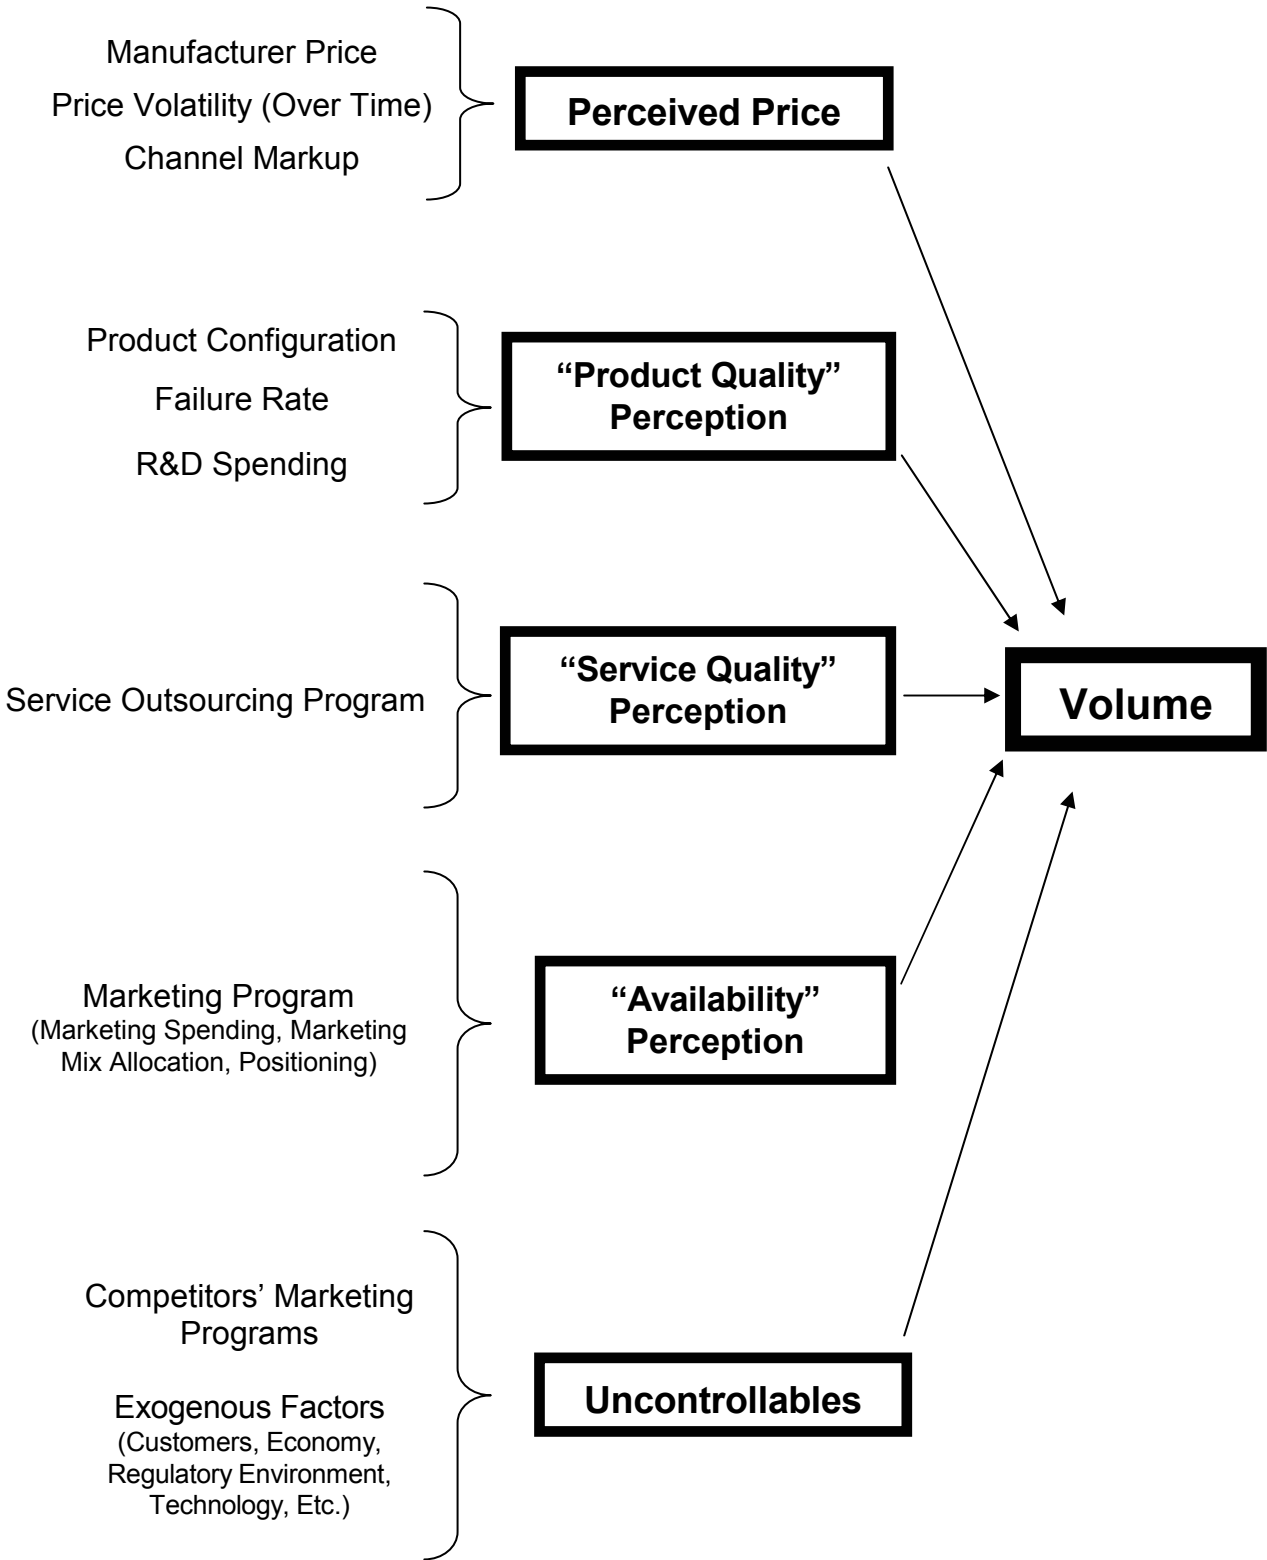 Manufacturer Price
Price Volatility (Over Time)
Channel Markup
Perceived Price
Product Configuration
Failure Rate
R&D Spending
“Product Quality”
Perception
Service Outsourcing Program
“Service Quality”
Perception
Volume
Marketing Program
(Marketing Spending, Marketing
Mix Allocation, Positioning)
“Availability”
Perception
Competitors’ Marketing
Programs
Exogenous Factors
(Customers, Economy,
Regulatory Environment,
Technology, Etc.)
Uncontrollables